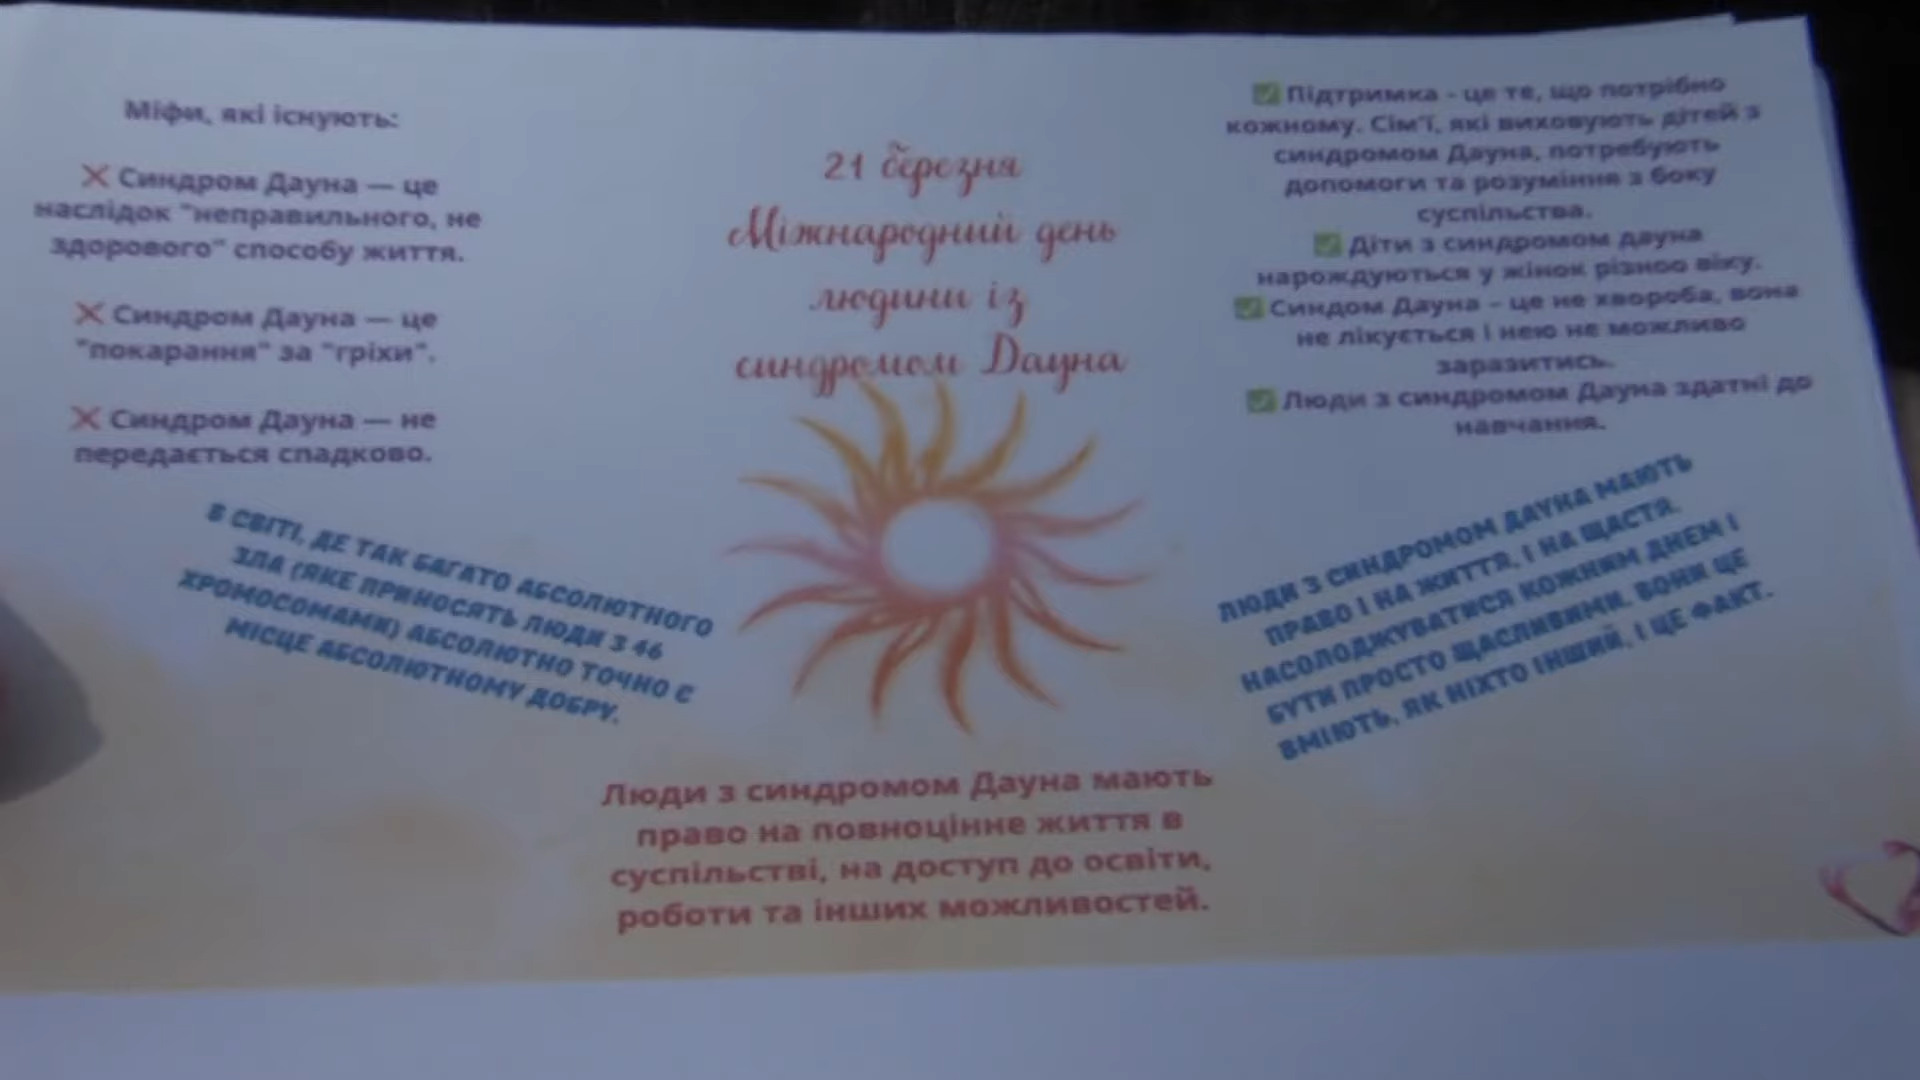 Міфи, які існують:
❌ Синдром Дауна — це
наслідок "неправильного, не
здорового" способу життя.
❌ Синдром Дауна — це
"покарання" за "гріхи".
❌ Синдром Дауна — не
передається спадково.
В СВІТІ, ДЕ ТАК БАГАТО АБСОЛЮТНОГО
ЗЛА (ЯКЕ ПРИНОСЯТЬ ЛЮДИ З 46
ХРОМОСОМАМИ) АБСОЛЮТНО ТОЧНО Є
МІСЦЕ АБСОЛЮТНОМУ ДОБРУ.
21 березня
Міжнародний день
людини із
синдромом Дауна
Люди з синдромом Дауна мають
право на повноцінне життя в
суспільстві, на доступ до освіти,
роботи та інших можливостей.
✅ Підтримка - це те, що потрібно
кожному. Сім'ї, які виховують дітей з
синдромом Дауна, потребують
допомоги та розуміння з боку
суспільства.
✅ Діти з синдромом дауна
нарождуються у жінок різноо віку.
✅ Синдом Дауна – це не хвороба, вона
не лікується і нею не можливо
заразитись.
✅ Люди з синдромом Дауна здатні до
навчання.
ЛЮДИ З СИНДРОМОМ ДАУНА МАЮТЬ
ПРАВО І НА ЖИТТЯ, І НА ЩАСТЯ.
НАСОЛОДЖУВАТИСЯ КОЖНИМ ДНЕМ І
БУТИ ПРОСТО ЩАСЛИВИМИ. ВОНИ ЦЕ
ВМІЮТЬ, ЯК НІХТО ІНШИЙ, І ЦЕ ФАКТ.